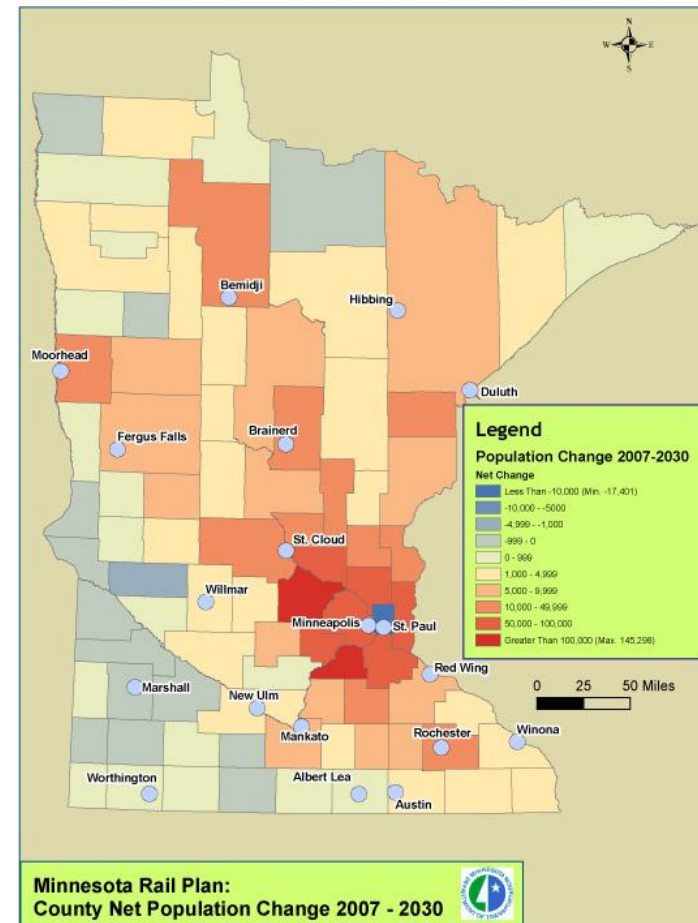 N
W E
S
Bemidji
Hibbing
Moorhead
Duluth
Fergus Falls
Brainerd
St. Cloud
Willmar
Minneapolis
St. Paul
Red Wing
Marshall
New Ulm
Mankato
Rochester
Winona
Worthington
Albert Lea
Austin
Legend
Population Change 2007-2030
Net Change
Less Than -10,000 (Min. -17,401)
-10,000 - -5000
-4,999 - -1,000
-999 - 0
0 - 999
1,000 - 4,999
5,000 - 9,999
10,000 - 49,999
50,000 - 100,000
Greater Than 100,000 (Max. 145,298)
0 25 50 Miles
Minnesota Rail Plan:
County Net Population Change 2007 - 2030